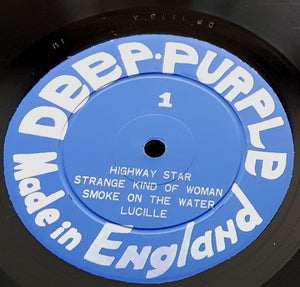 DEEP·PURPLE
1
HIGHWAY STAR
STRANGE KIND OF WOMAN
SMOKE ON THE WATER
LUCILLE
Made in England